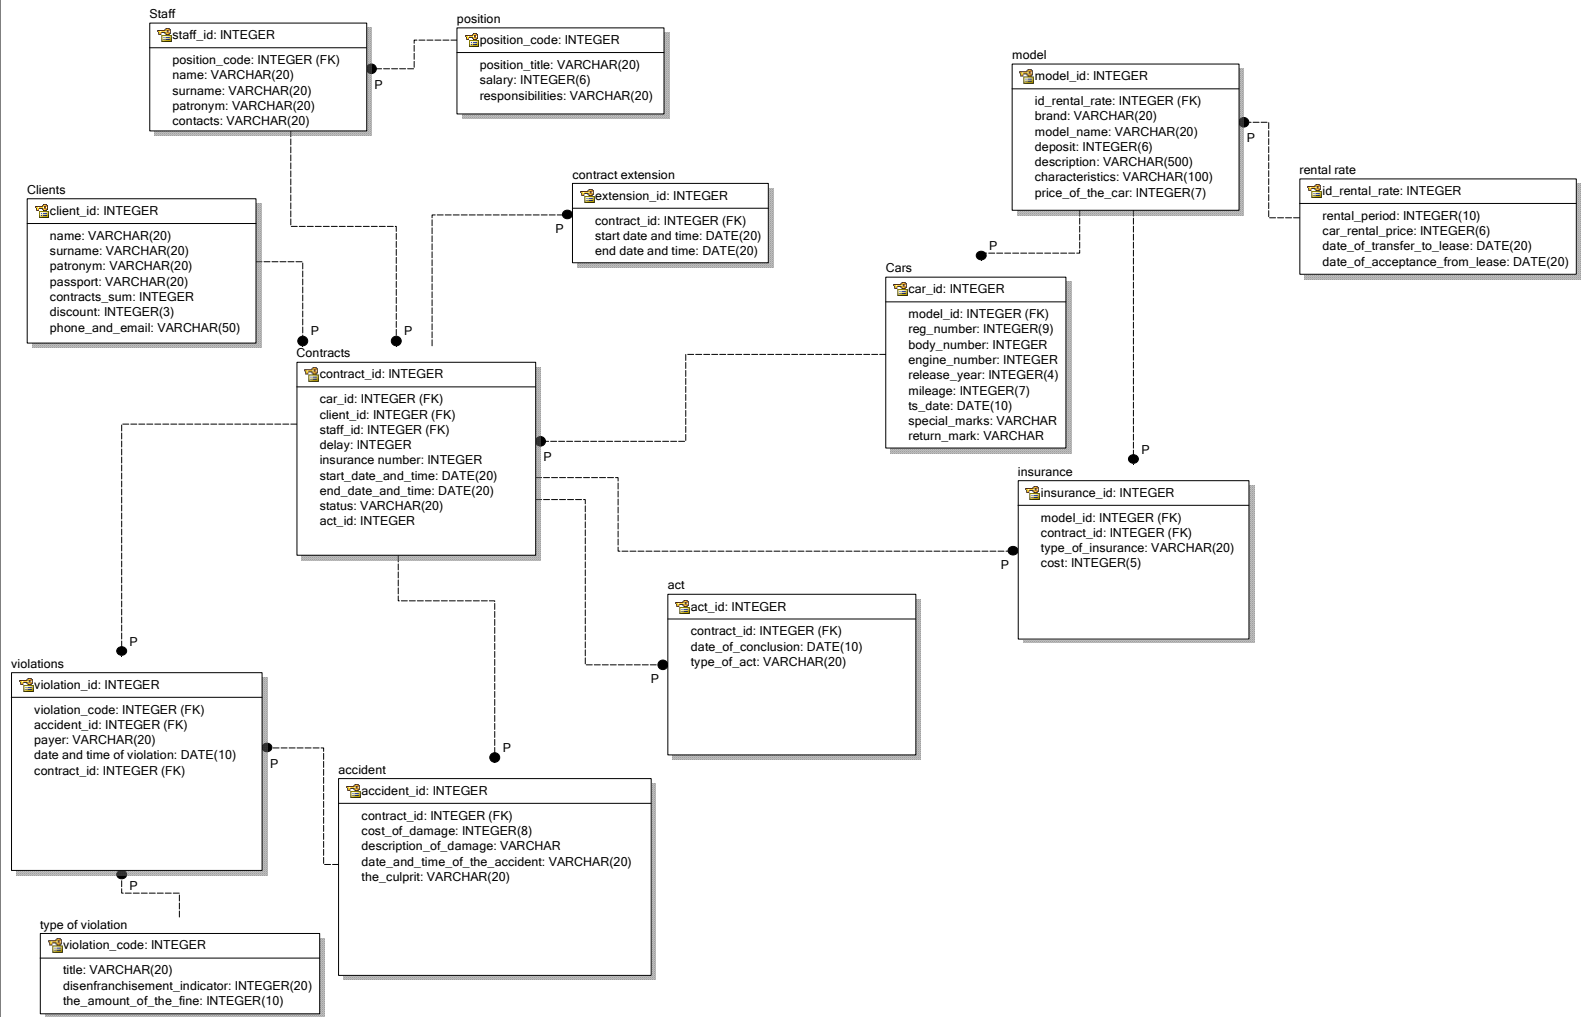 Staff
staff_id: INTEGER
position_code: INTEGER (FK)
name: VARCHAR(20)
surname: VARCHAR(20)
patronym: VARCHAR(20)
contacts: VARCHAR(20)
P
position
position_code: INTEGER
position_title: VARCHAR(20)
salary: INTEGER(6)
responsibilities: VARCHAR(20)
model
model_id: INTEGER
id_rental_rate: INTEGER (FK)
brand: VARCHAR(20)
model_name: VARCHAR(20)
deposit: INTEGER(6)
description: VARCHAR(500)
characteristics: VARCHAR(100)
price_of_the_car: INTEGER(7)
P
rental rate
id_rental_rate: INTEGER
rental_period: INTEGER(10)
car_rental_price: INTEGER(6)
date_of_transfer_to_lease: DATE(20)
date_of_acceptance_from_lease: DATE(20)
Clients
client_id: INTEGER
name: VARCHAR(20)
surname: VARCHAR(20)
patronym: VARCHAR(20)
passport: VARCHAR(20)
contracts_sum: INTEGER
discount: INTEGER(3)
phone_and_email: VARCHAR(50)
P
P
contract extension
extension_id: INTEGER
contract_id: INTEGER (FK)
start date and time: DATE(20)
end date and time: DATE(20)
P
P
Cars
car_id: INTEGER
model_id: INTEGER (FK)
reg_number: INTEGER(9)
body_number: INTEGER
engine_number: INTEGER
release_year: INTEGER(4)
mileage: INTEGER(7)
ts_date: DATE(10)
special_marks: VARCHAR
return_mark: VARCHAR
Contracts
contract_id: INTEGER
car_id: INTEGER (FK)
client_id: INTEGER (FK)
staff_id: INTEGER (FK)
delay: INTEGER
insurance number: INTEGER
start_date_and_time: DATE(20)
end_date_and_time: DATE(20)
status: VARCHAR(20)
act_id: INTEGER
P
P
insurance
insurance_id: INTEGER
model_id: INTEGER (FK)
contract_id: INTEGER (FK)
type_of_insurance: VARCHAR(20)
cost: INTEGER(5)
P
act
act_id: INTEGER
contract_id: INTEGER (FK)
date_of_conclusion: DATE(10)
type_of_act: VARCHAR(20)
P
P
violations
violation_id: INTEGER
violation_code: INTEGER (FK)
accident_id: INTEGER (FK)
payer: VARCHAR(20)
date and time of violation: DATE(10)
contract_id: INTEGER (FK)
P
P
P
accident
accident_id: INTEGER
contract_id: INTEGER (FK)
cost_of_damage: INTEGER(8)
description_of_damage: VARCHAR
date_and_time_of_the_accident: VARCHAR(20)
the_culprit: VARCHAR(20)
type of violation
violation_code: INTEGER
title: VARCHAR(20)
disenfranchisement_indicator: INTEGER(20)
the_amount_of_the_fine: INTEGER(10)